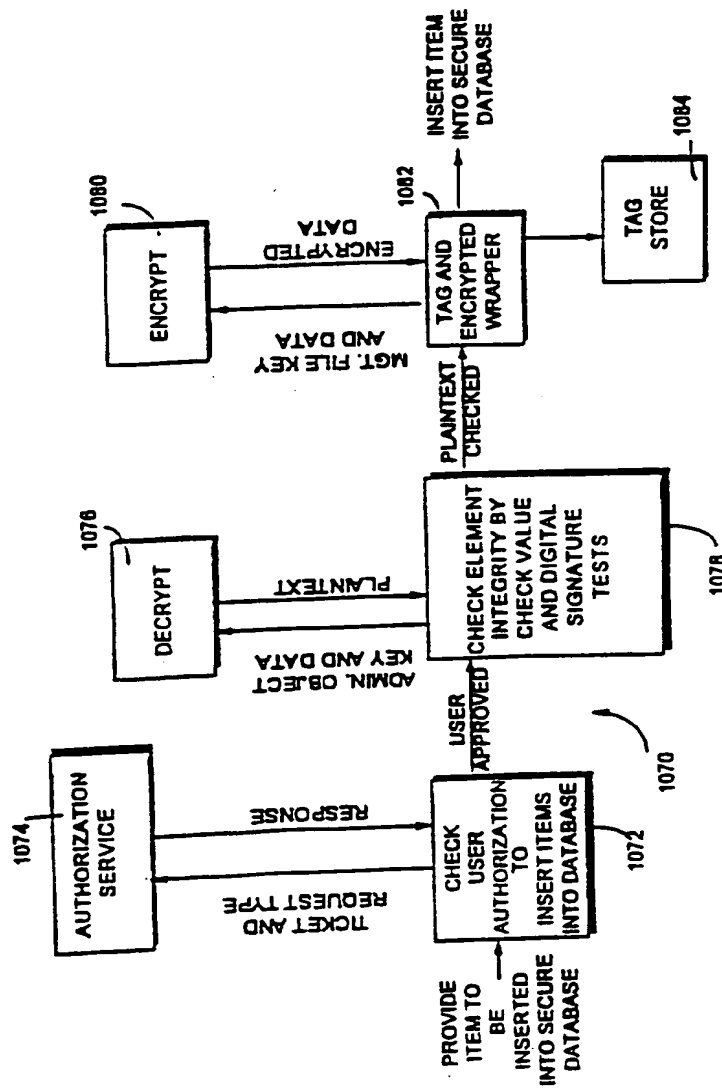 PROVIDE
ITEM TO
BE
INSERTED
INTO SECURE
DATABASE
CHECK
USER
AUTHORIZATION
TO
INSERT ITEMS
INTO DATABASE
1072
TICKET AND
REQUEST TYPE
RESPONSE
AUTHORIZATION
SERVICE
1074
1070
USER
APPROVED
CHECK ELEMENT
INTEGRITY BY
CHECK VALUE
AND DIGITAL
SIGNATURE
TESTS
1078
ADMIN. OBJECT
KEY AND DATA
PLAINTEXT
DECRYPT
1076
PLAINTEXT
CHECKED
TAG AND
ENCRYPTED
WRAPPER
1082
MGT. FILE KEY
AND DATA
ENCRYPTED
DATA
ENCRYPT
1080
INSERT ITEM
INTO SECURE
DATABASE
TAG
STORE
1084